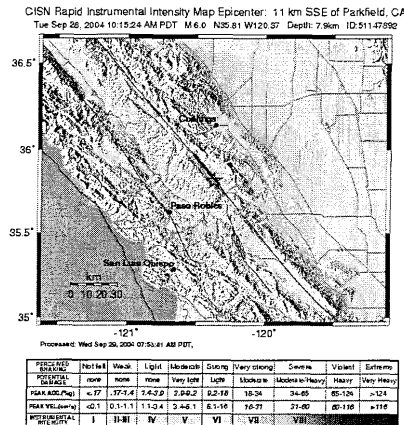 CISN Rapid Instrumental Intensity Map Epicenter: 11 km SSE of Parkfield, CA
Tue Sep 28, 2004 10:15:24 AM PDT M 6.0 N35.81 W120.37 Depth: 7.9km ID:51147892
36.5˚
36˚
35.5˚
35˚
Coalinga
Paso Robles
San Luis Obispo
km
0 10 20 30
-121˚ -120˚
Processed: Wed Sep 29, 2004 07:53:41 AM PDT,
PERCEIVED SHAKING Not felt Weak Light Moderate Strong Very strong Severe Violent Extreme
POTENTIAL DAMAGE none none none Very light Light Moderate Moderate/Heavy Heavy Very Heavy
PEAK ACC.(%g) <.17 .17-1.4 1.4-3.9 3.9-9.2 9.2-18 18-34 34-65 65-124 >124
PEAK VEL.(cm/s) <0.1 0.1-1.1 1.1-3.4 3.4-8.1 8.1-16 16-31 31-60 60-116 >116
INSTRUMENTAL INTENSITY I II-III IV V VI VII VIII